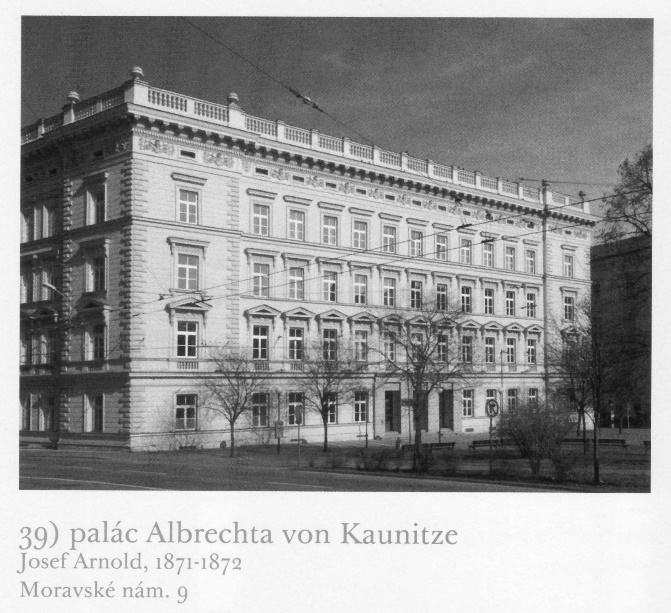 39) palác Albrechta von Kaunitze
Josef Arnold, 1871-1872
Moravské nám. 9